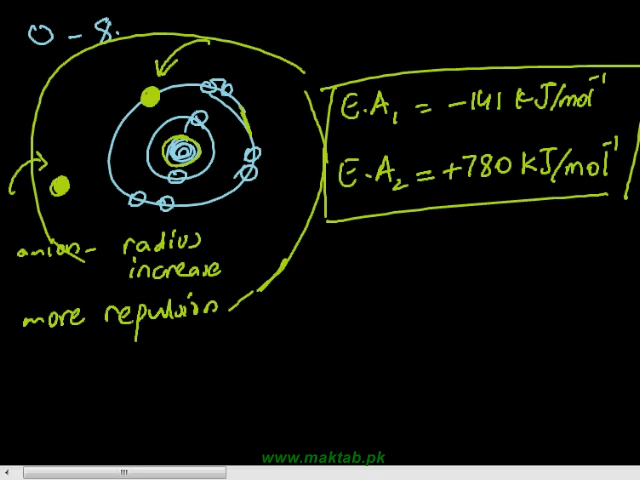 O - 8.
E.A₁ = -141 kJ/mol⁻¹
E.A₂ = +780 KJ/mol⁻¹
anion- radius
increase
more repulsion
www.maktab.pk